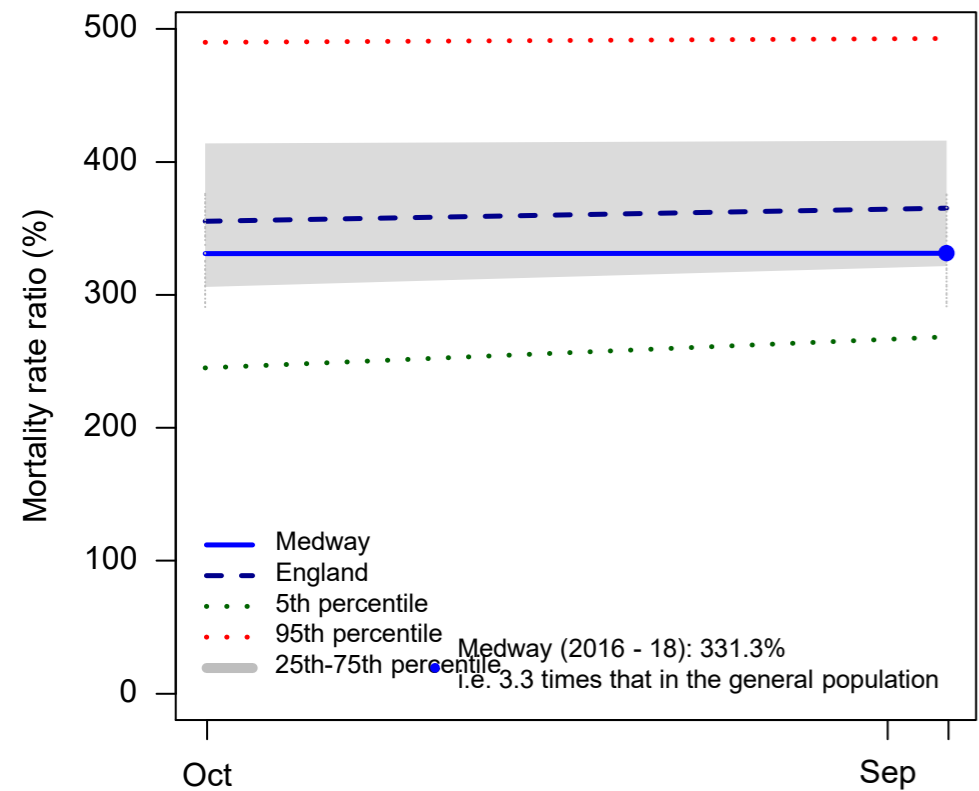 500
400
300
200
100
0
Mortality rate ratio (%)
Medway
England
5th percentile
95th percentile
25th-75th percentile
Medway (2016 - 18): 331.3%
i.e. 3.3 times that in the general population
Oct
Sep